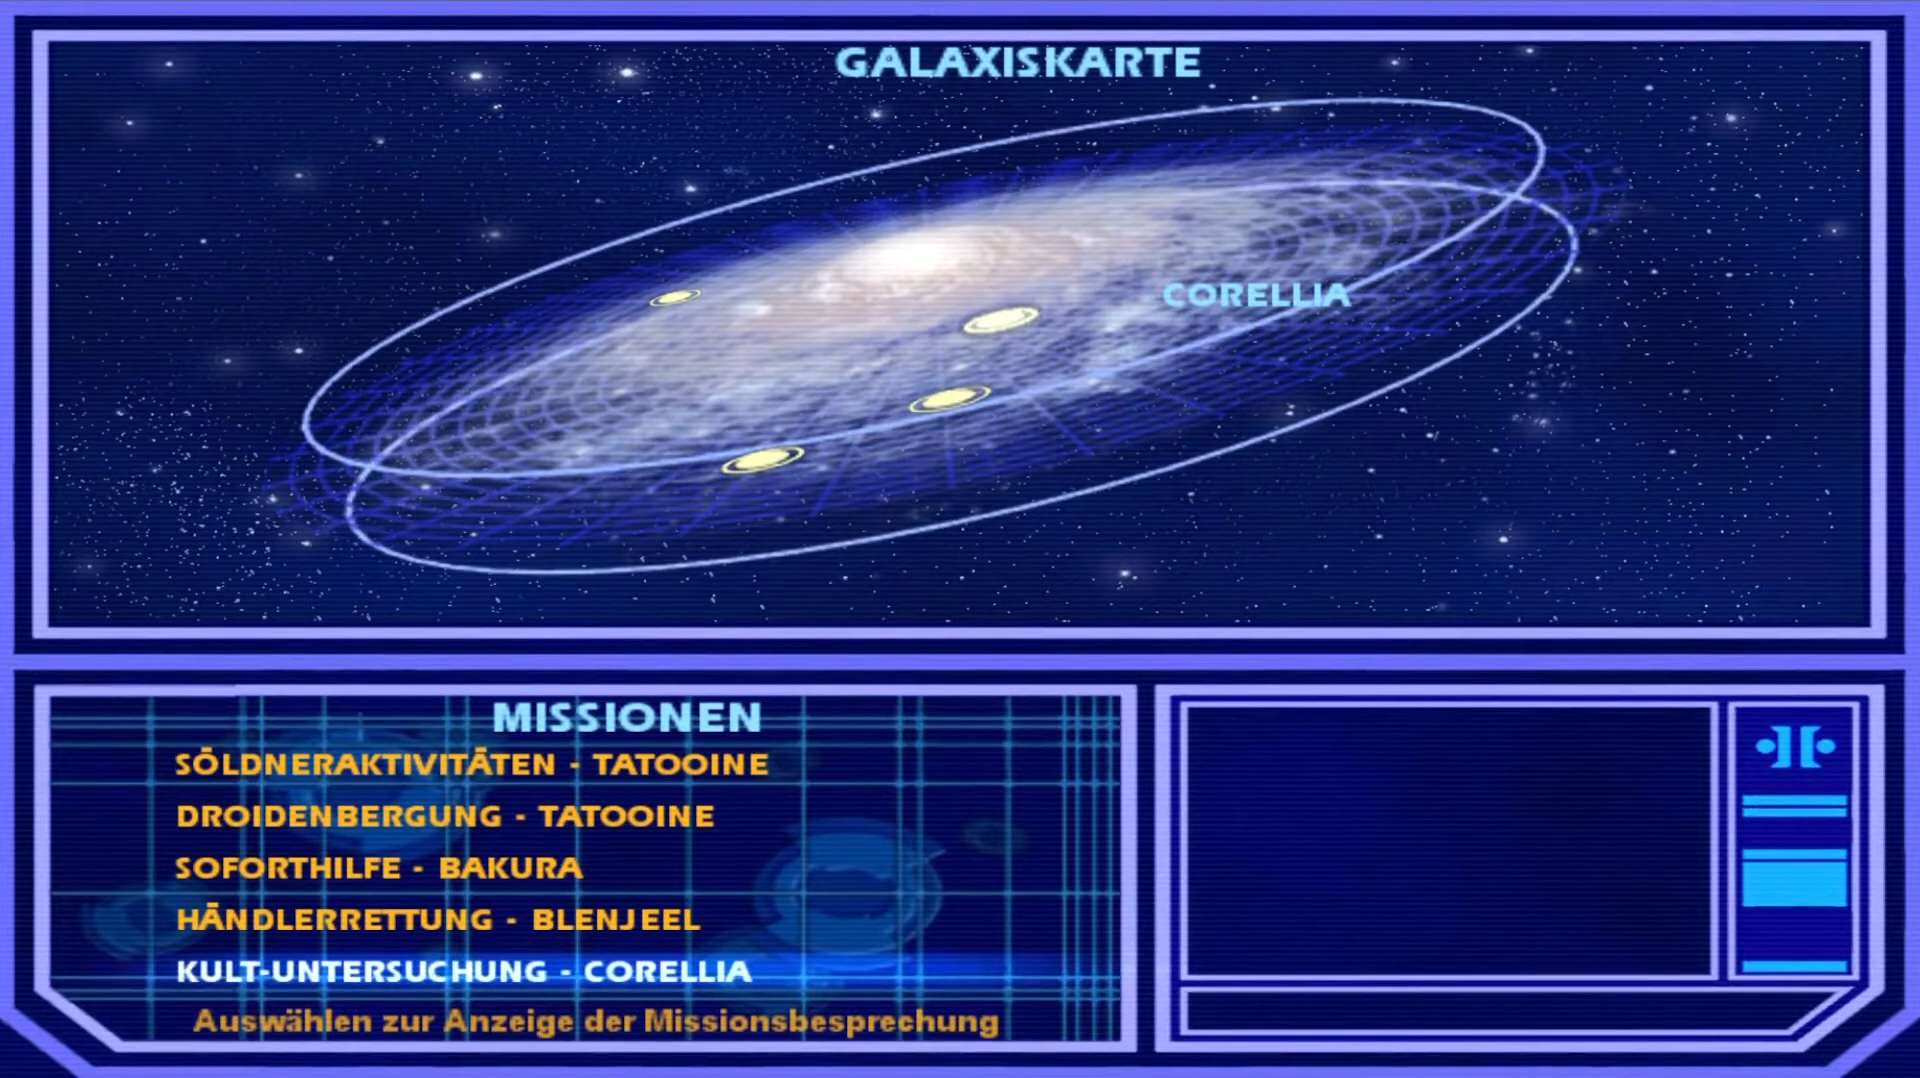 GALAXISKARTE
CORELLIA
MISSIONEN
SÖLDNERAKTIVITÄTEN - TATOOINE
DROIDENBERGUNG - TATOOINE
SOFORTHILFE - BAKURA
HÄNDLERRETTUNG - BLENJEEL
KULT-UNTERSUCHUNG - CORELLIA
Auswählen zur Anzeige der Missionsbesprechung